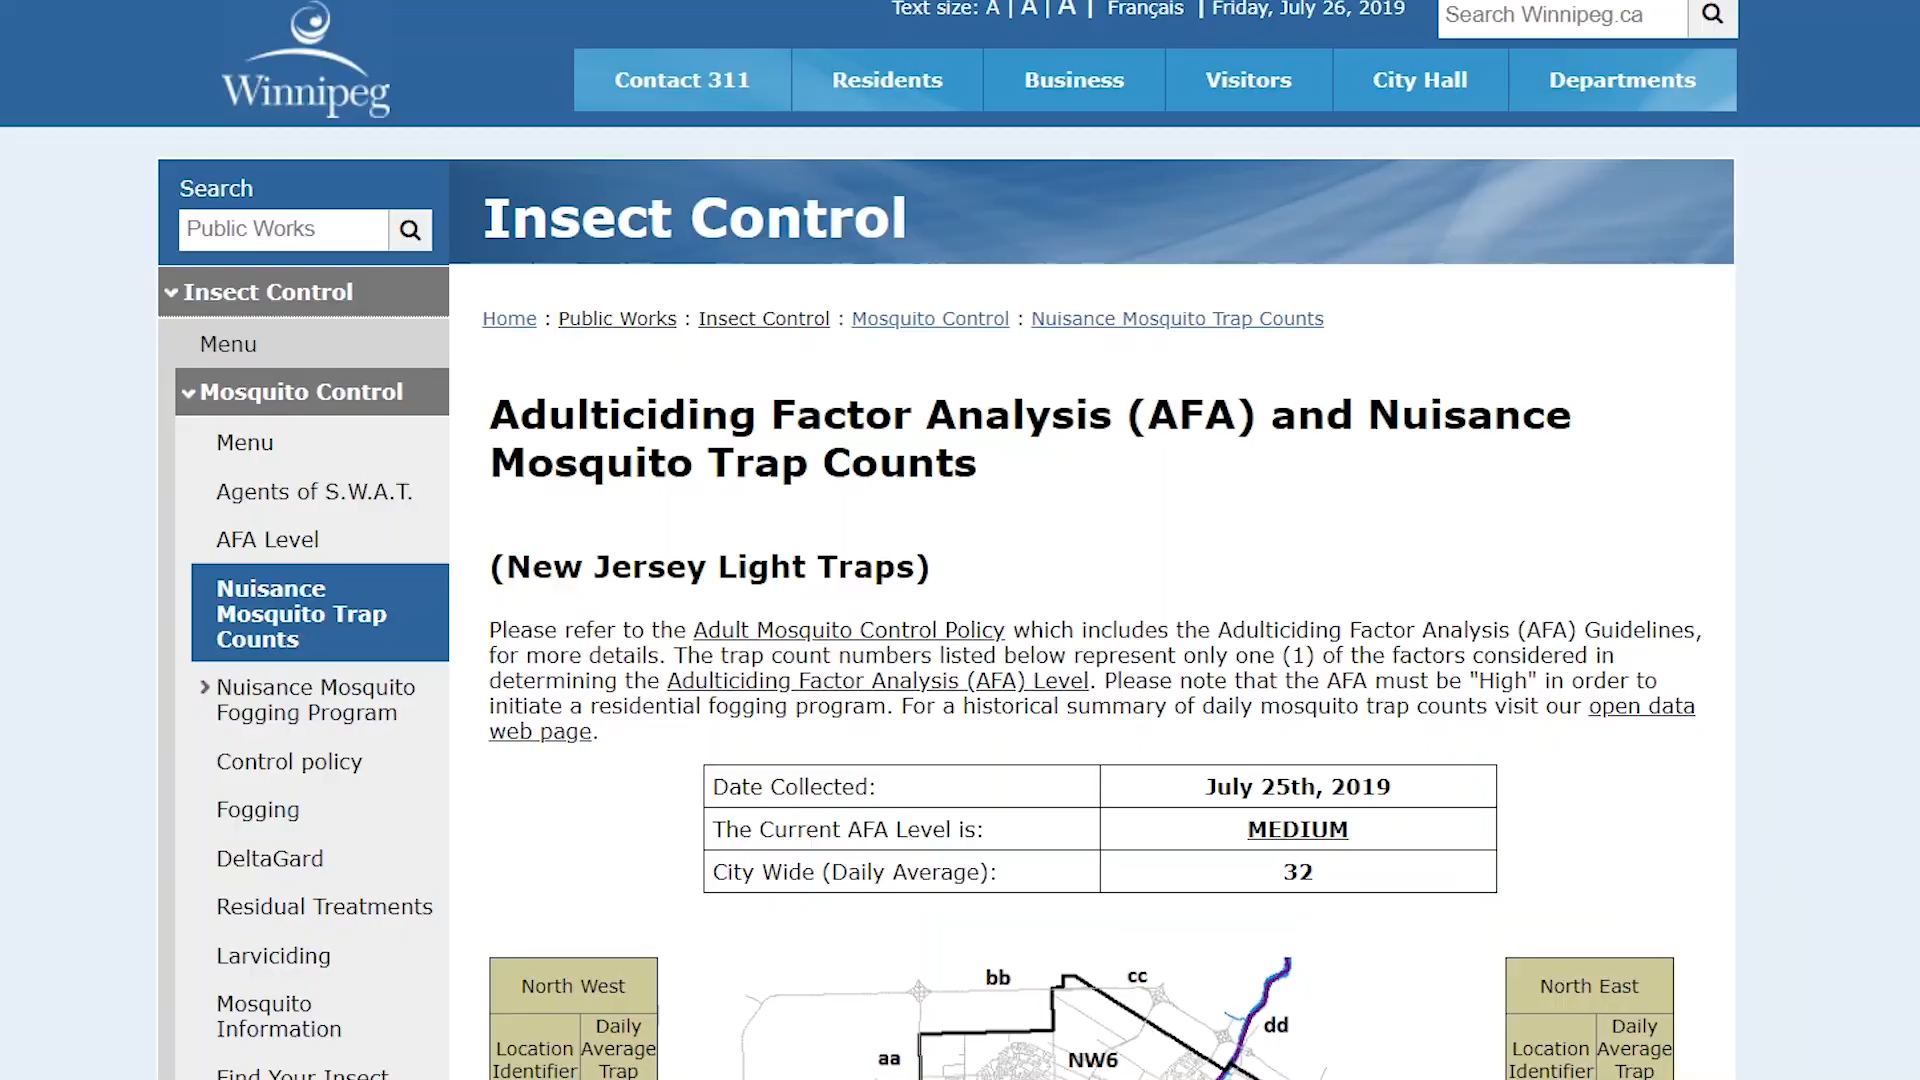 Text size: A | A | A | Français | Friday, July 26, 2019
Search Winnipeg.ca
Winnipeg
Contact 311
Residents
Business
Visitors
City Hall
Departments
Search
Public Works
Insect Control
Menu
Mosquito Control
Menu
Agents of S.W.A.T.
AFA Level
Nuisance
Mosquito Trap
Counts
Nuisance Mosquito
Fogging Program
Control policy
Fogging
DeltaGard
Residual Treatments
Larviciding
Mosquito
Information
Find Your Insect
Insect Control
Home : Public Works : Insect Control : Mosquito Control : Nuisance Mosquito Trap Counts
Adulticiding Factor Analysis (AFA) and Nuisance
Mosquito Trap Counts
(New Jersey Light Traps)
Please refer to the Adult Mosquito Control Policy which includes the Adulticiding Factor Analysis (AFA) Guidelines,
for more details. The trap count numbers listed below represent only one (1) of the factors considered in
determining the Adulticiding Factor Analysis (AFA) Level. Please note that the AFA must be "High" in order to
initiate a residential fogging program. For a historical summary of daily mosquito trap counts visit our open data
web page.
Date Collected: July 25th, 2019
The Current AFA Level is: MEDIUM
City Wide (Daily Average): 32
North West
Location
Identifier
Daily
Average
Trap
bb
cc
dd
aa
NW6
North East
Location
Identifier
Daily
Average
Trap